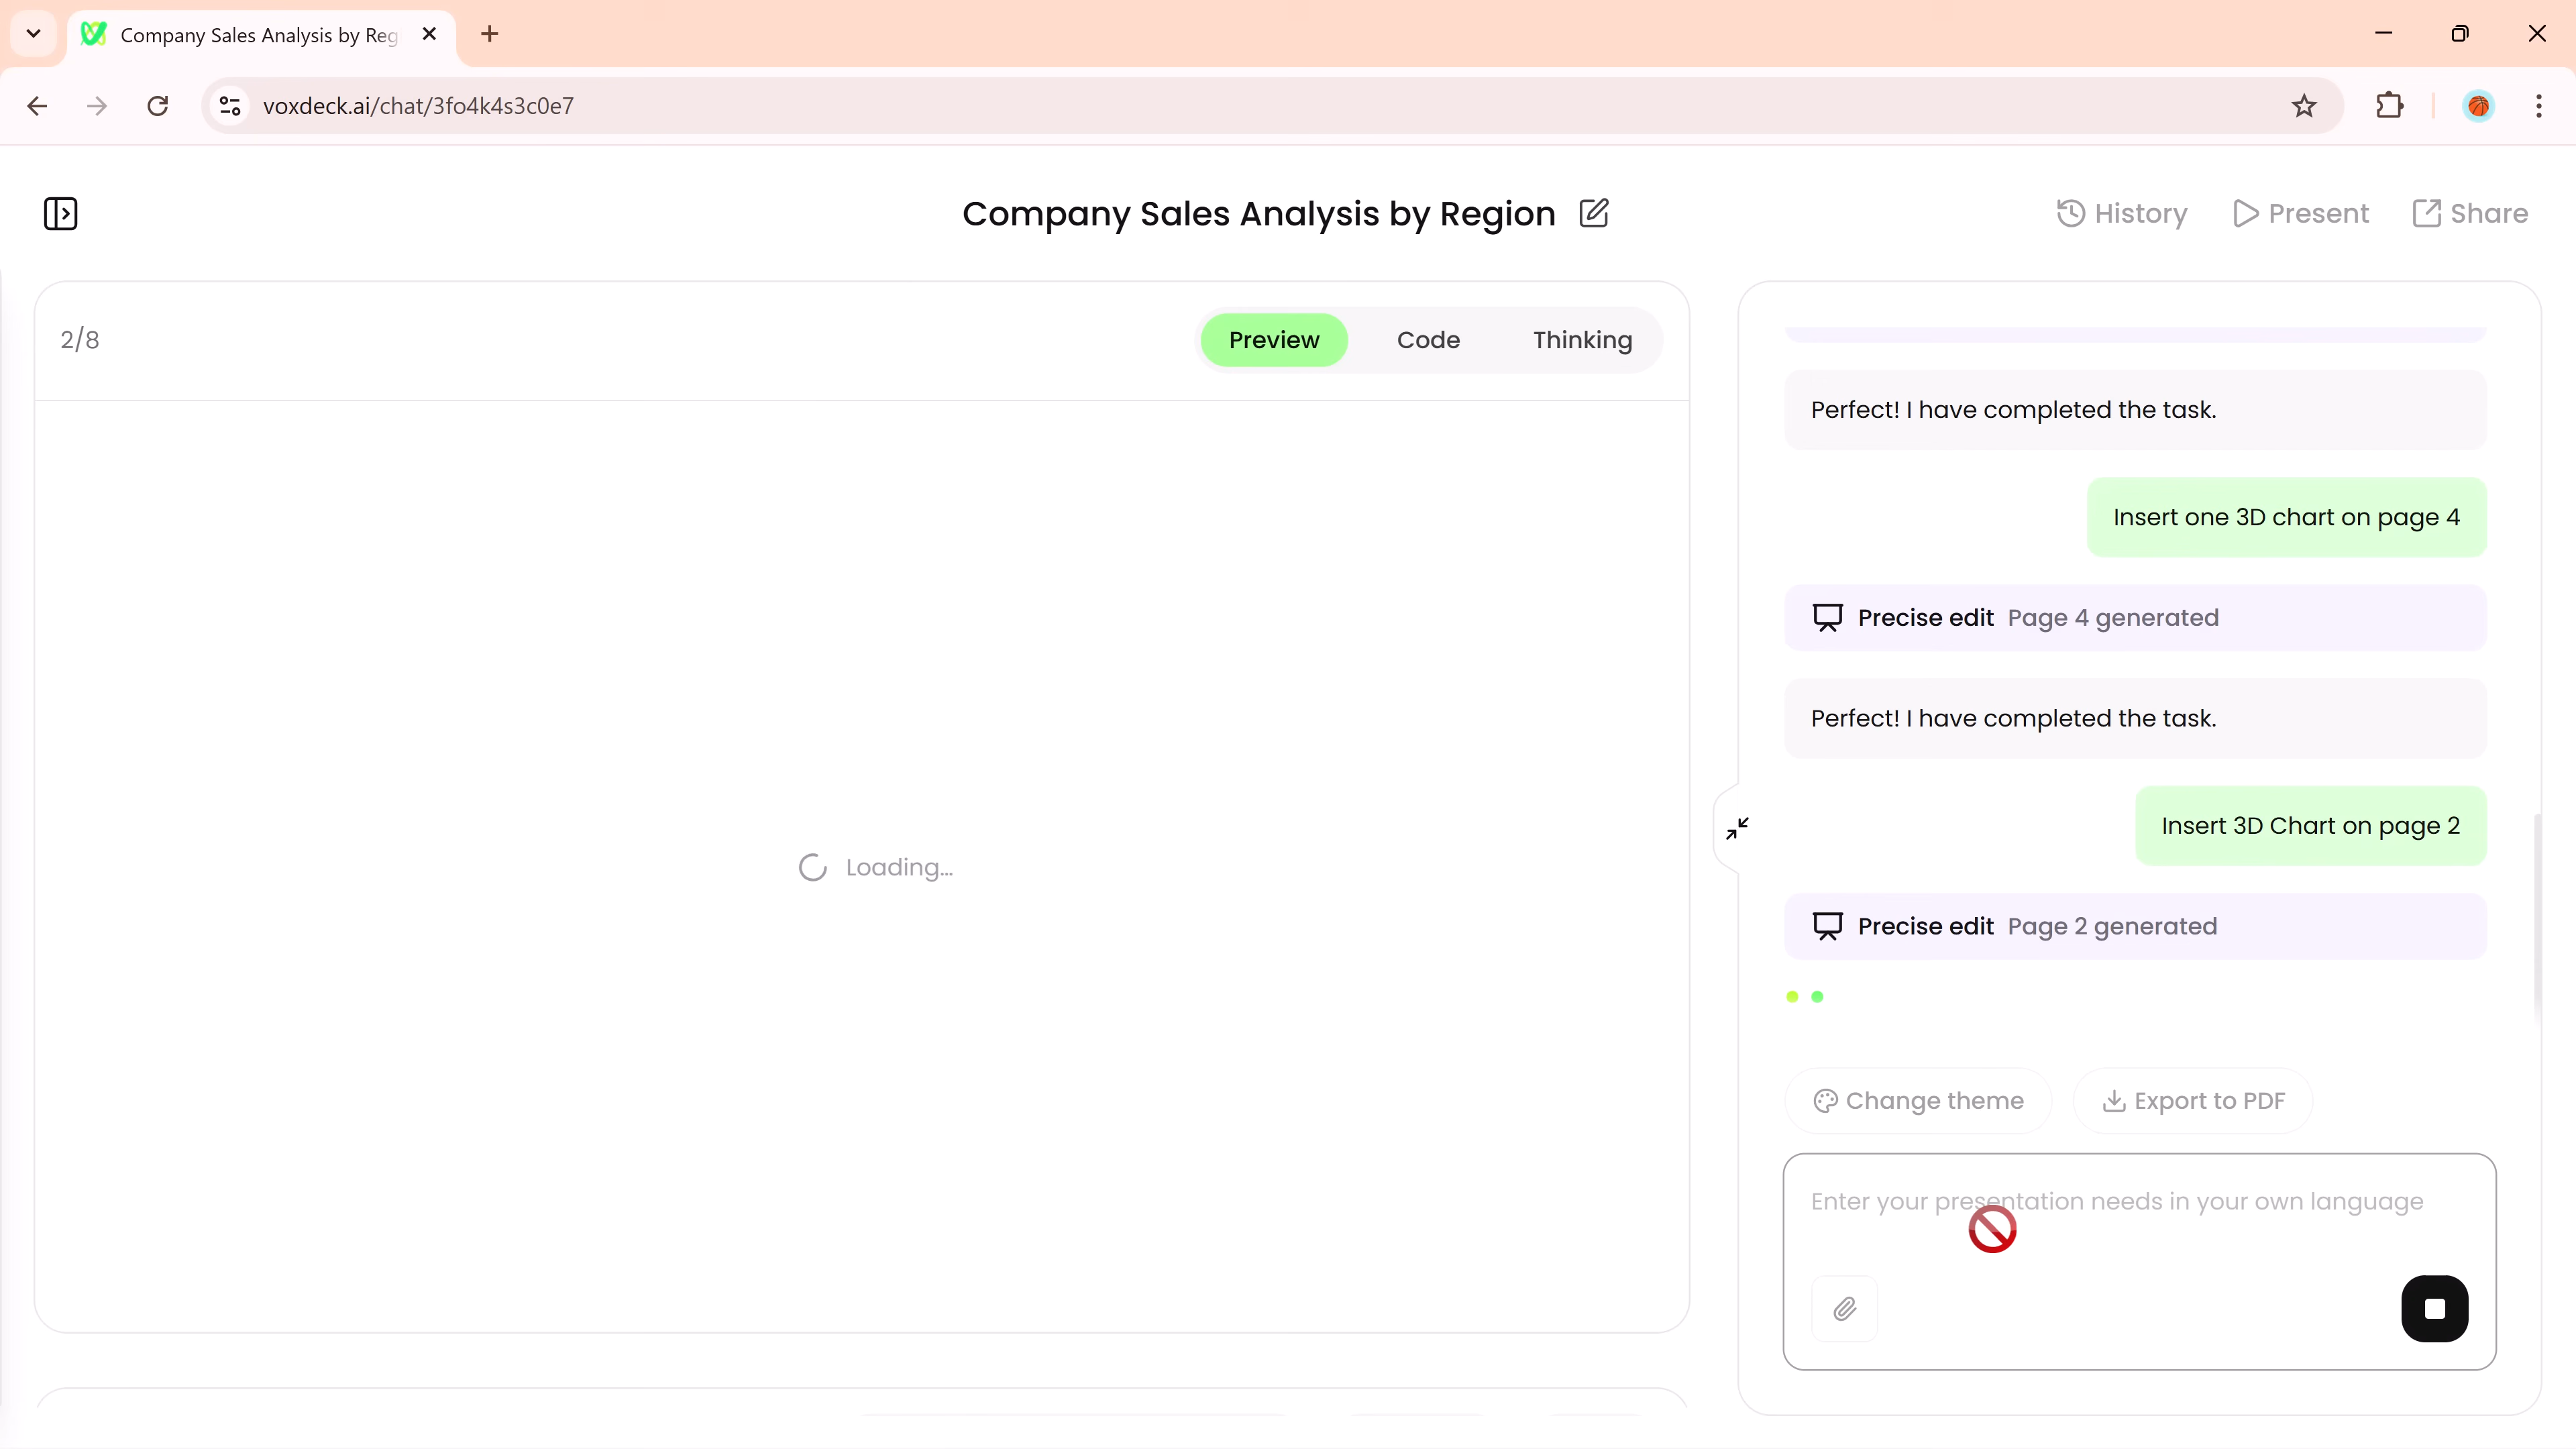 Company Sales Analysis by Reg
voxdeck.ai/chat/3fo4k4s3c0e7
Company Sales Analysis by Region
History
Present
Share
2/8
Preview
Code
Thinking
Loading...
Perfect! I have completed the task.
Insert one 3D chart on page 4
Precise edit Page 4 generated
Perfect! I have completed the task.
Insert 3D Chart on page 2
Precise edit Page 2 generated
Change theme
Export to PDF
Enter your presentation needs in your own language